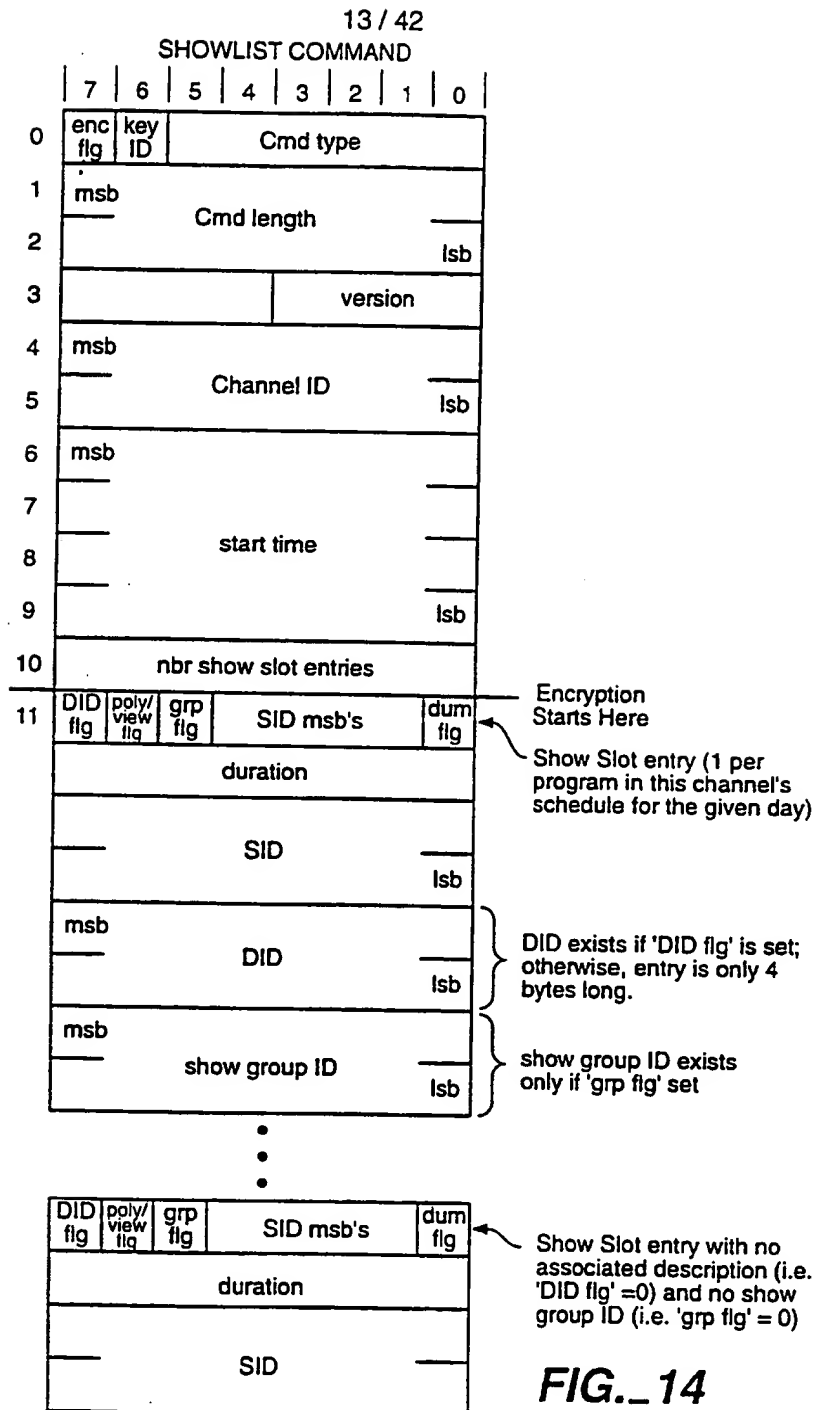 13 / 42
SHOWLIST COMMAND
7 6 5 4 3 2 1 0
0 enc flg key ID Cmd type
1 msb
Cmd length
2 lsb
3 version
4 msb
Channel ID
5 lsb
6 msb
7
start time
8
9 lsb
10 nbr show slot entries
Encryption
Starts Here
11 DID flg poly/ view flg grp flg SID msb's dum flg
Show Slot entry (1 per
program in this channel's
schedule for the given day)
duration
SID
lsb
msb
DID
lsb
DID exists if 'DID flg' is set;
otherwise, entry is only 4
bytes long.
msb
show group ID
lsb
show group ID exists
only if 'grp flg' set
DID flg poly/ view flg grp flg SID msb's dum flg
Show Slot entry with no
associated description (i.e.
'DID flg' =0) and no show
group ID (i.e. 'grp flg' = 0)
duration
SID
FIG._14